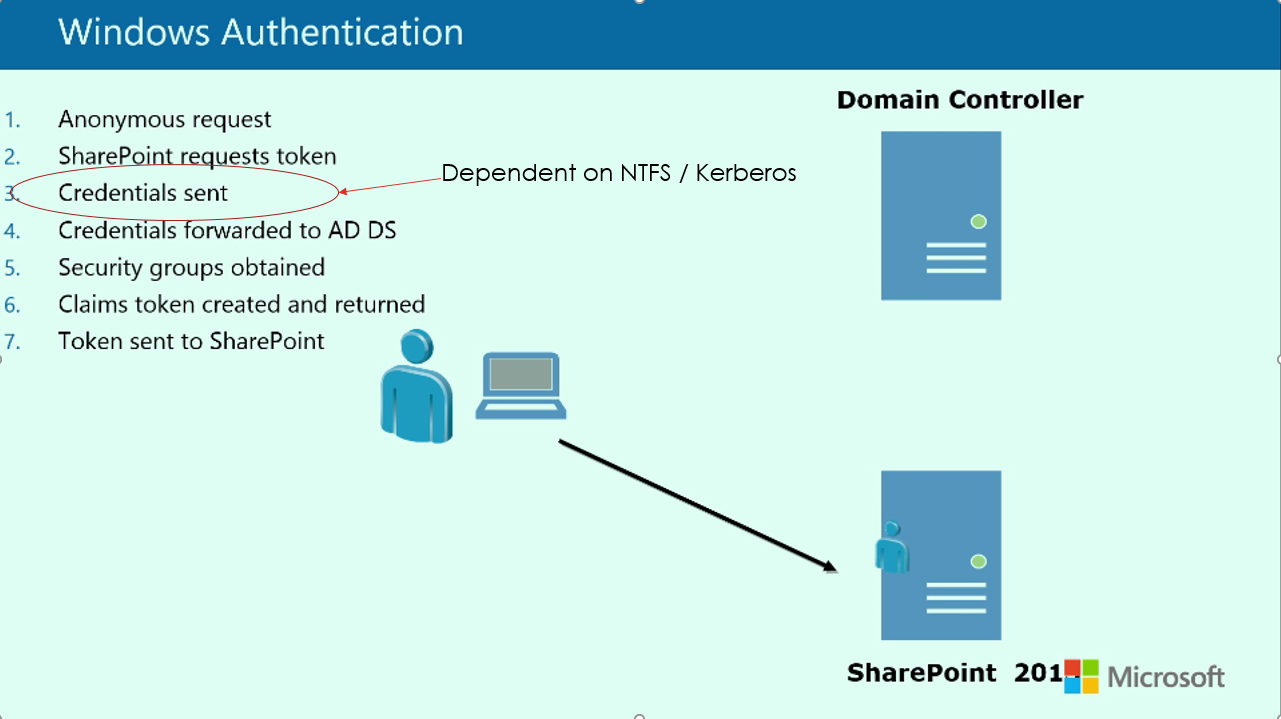 Windows Authentication
Domain Controller
1. Anonymous request
2. SharePoint requests token
3. Credentials sent
Dependent on NTFS / Kerberos
4. Credentials forwarded to AD DS
5. Security groups obtained
6. Claims token created and returned
7. Token sent to SharePoint
SharePoint 201
Microsoft